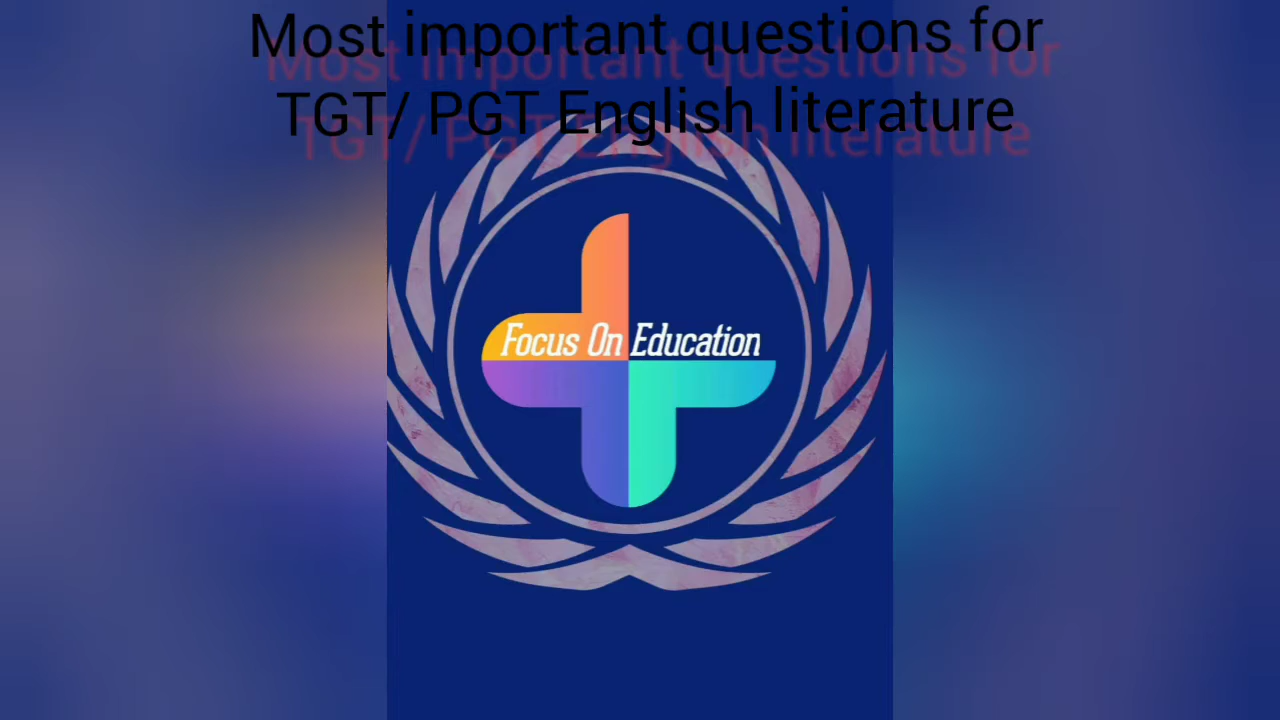 Most important questions for
TGT/ PGT English literature
Focus On Education